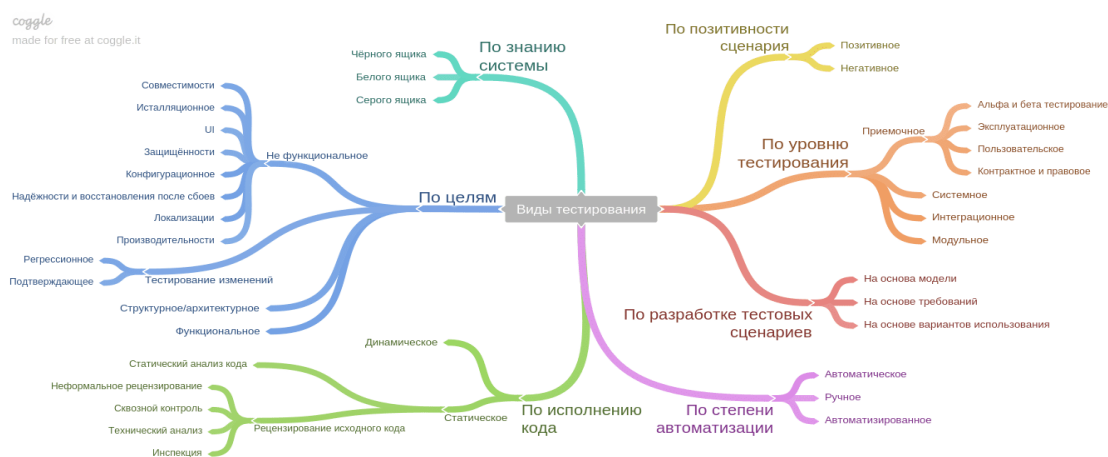 coggle
made for free at coggle.it
По знанию
системы
Чёрного ящика
Белого ящика
Серого ящика
По целям
Не функциональное
Совместимости
Исталляционное
UI
Защищённости
Конфигурационное
Надёжности и восстановления после сбоев
Локализации
Производительности
Тестирование изменений
Регрессионное
Подтверждающее
Структурное/архитектурное
Функциональное
По исполнению
кода
Динамическое
Статическое
Статический анализ кода
Рецензирование исходного кода
Неформальное рецензирование
Сквозной контроль
Технический анализ
Инспекция
Виды тестирования
По позитивности
сценария
Позитивное
Негативное
По уровню
тестирования
Приемочное
Альфа и бета тестирование
Эксплуатационное
Пользовательское
Контрактное и правовое
Системное
Интеграционное
Модульное
По разработке тестовых
сценариев
На основа модели
На основе требований
На основе вариантов использования
По степени
автоматизации
Автоматическое
Ручное
Автоматизированное